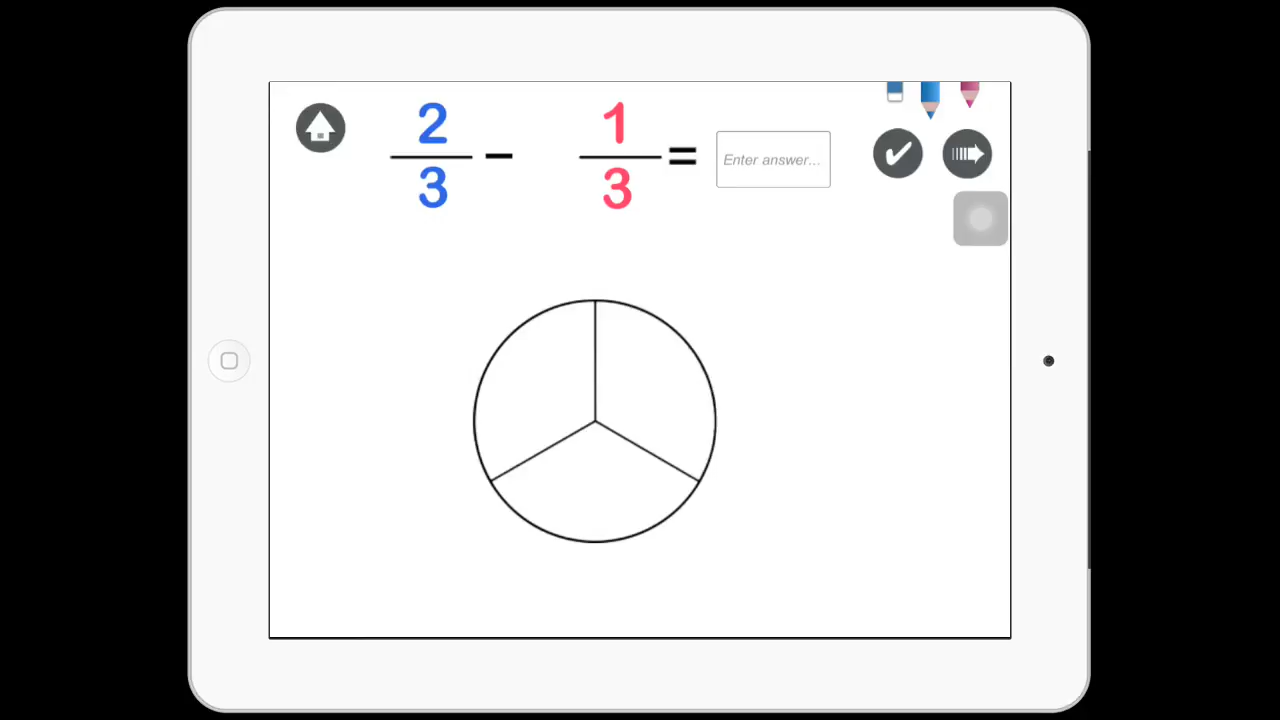 2/3 - 1/3 = Enter answer...